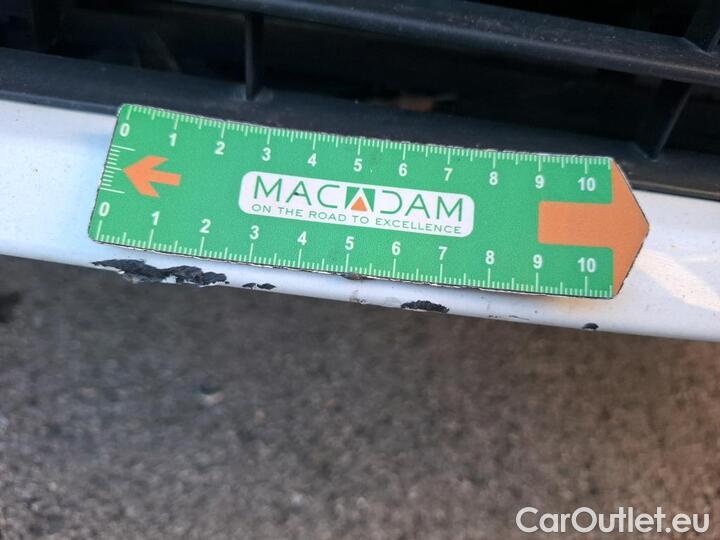 0 1 2 3 4 5 6 7 8 9 10
MACADAM
ON THE ROAD TO EXCELLENCE
0 1 2 3 4 5 6 7 8 9 10
CarOutlet.eu